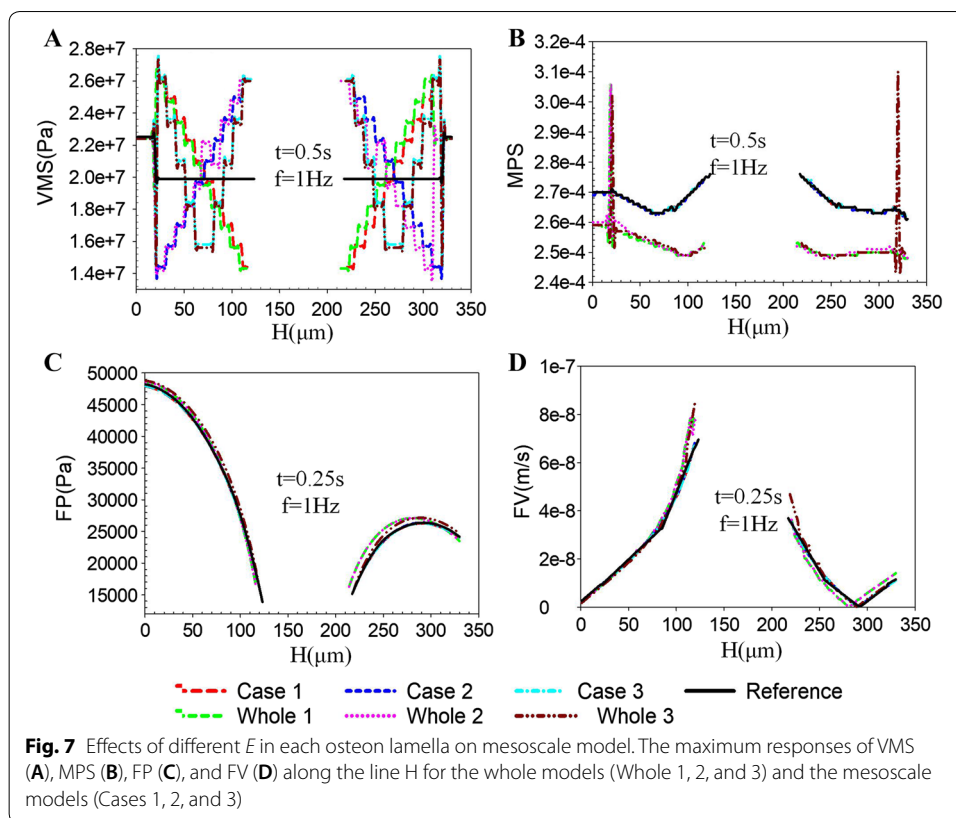 A
2.8e+7
2.6e+7
2.4e+7
2.2e+7
2.0e+7
1.8e+7
1.6e+7
1.4e+7
VMS(Pa)
t=0.5s
f=1Hz
0 50 100 150 200 250 300 350
H(μm)
B
3.2e-4
3.1e-4
3.0e-4
2.9e-4
2.8e-4
2.7e-4
2.6e-4
2.5e-4
2.4e-4
MPS
t=0.5s
f=1Hz
0 50 100 150 200 250 300 350
H(μm)
C
50000
45000
40000
35000
30000
25000
20000
15000
FP(Pa)
t=0.25s
f=1Hz
0 50 100 150 200 250 300 350
H(μm)
D
1e-7
8e-8
6e-8
4e-8
2e-8
0
FV(m/s)
t=0.25s
f=1Hz
0 50 100 150 200 250 300 350
H(μm)
Case 1 Case 2 Case 3 Reference
Whole 1 Whole 2 Whole 3
Fig. 7 Effects of different E in each osteon lamella on mesoscale model. The maximum responses of VMS
(A), MPS (B), FP (C), and FV (D) along the line H for the whole models (Whole 1, 2, and 3) and the mesoscale
models (Cases 1, 2, and 3)